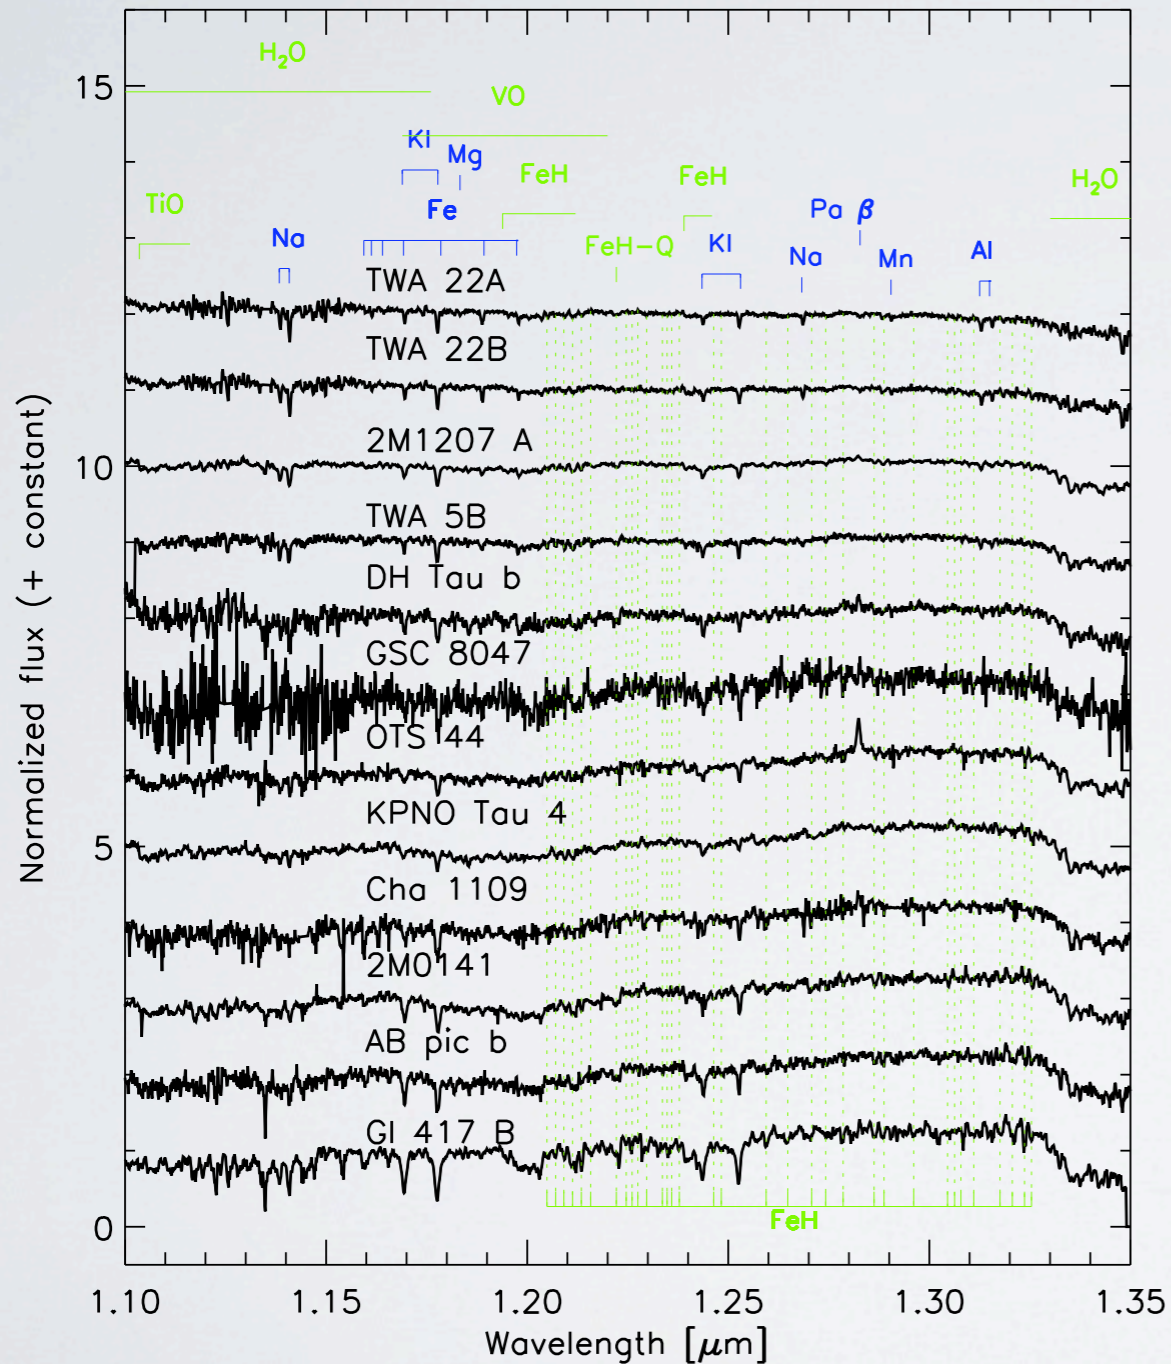 H₂O
15
VO
KI
Mg
FeH
FeH
TiO
H₂O
Fe
Pa β
Na
FeH-Q
KI
Na
Mn
Al
TWA 22A
TWA 22B
2M1207 A
10
TWA 5B
DH Tau b
GSC 8047
OTS 44
KPNO Tau 4
5
Cha 1109
2M0141
AB pic b
Gl 417 B
FeH
0
1.10
1.15
1.20
1.25
1.30
1.35
Wavelength [μm]
Normalized flux (+ constant)